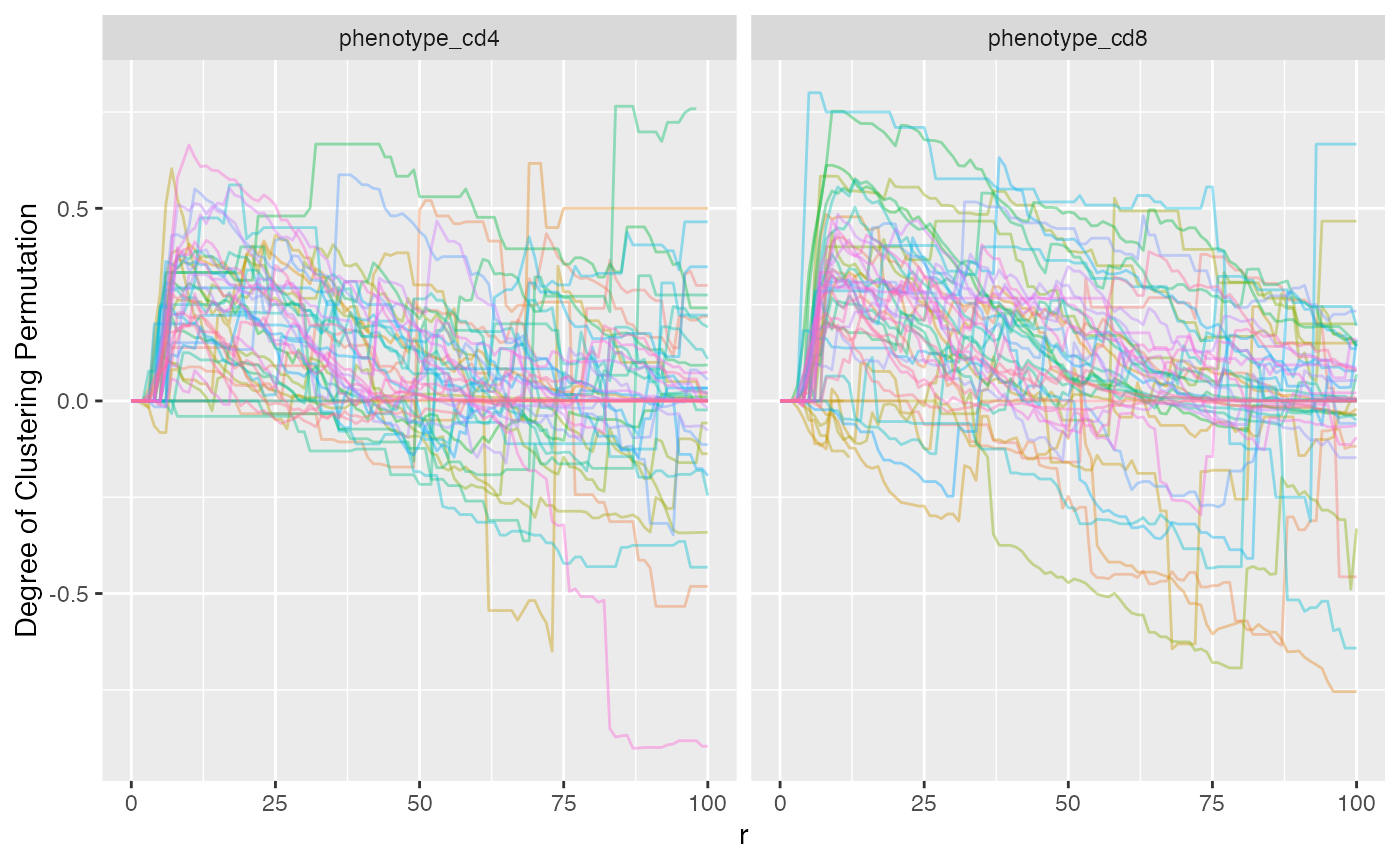 phenotype_cd4 phenotype_cd8
Degree of Clustering Permutation
0.5
0.0
-0.5
0 25 50 75 100 0 25 50 75 100
r